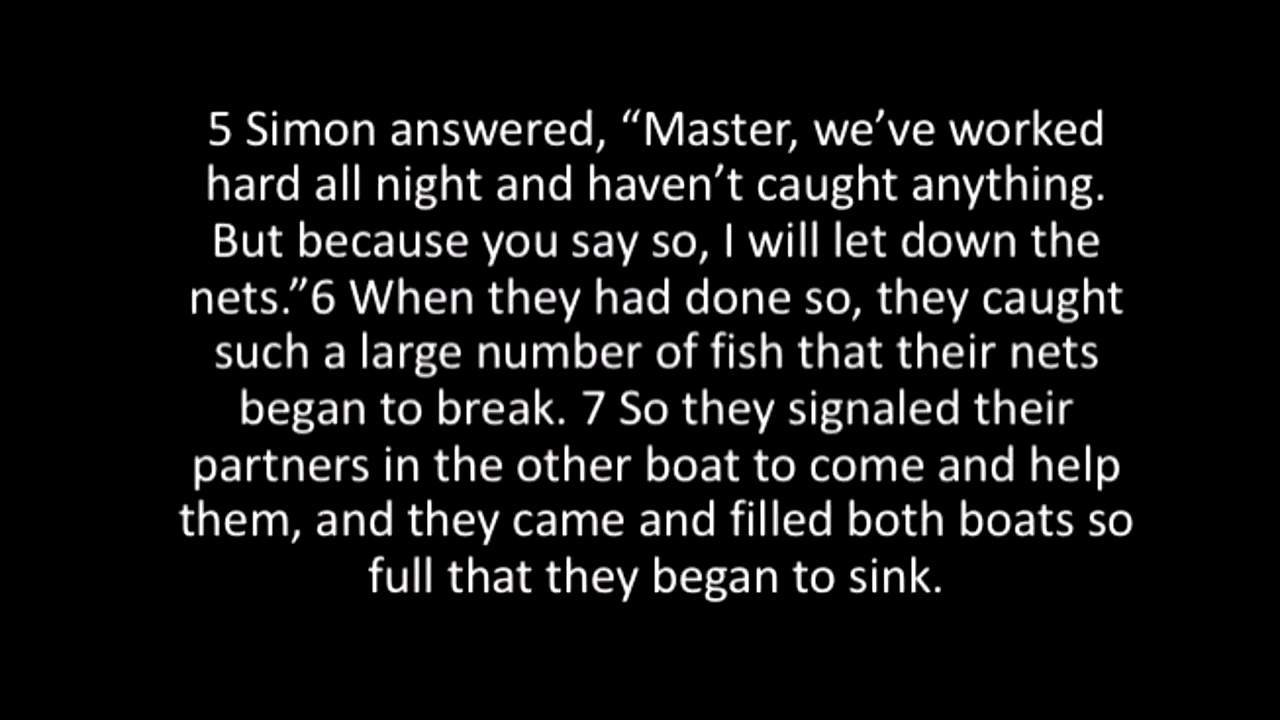 5 Simon answered, “Master, we’ve worked
hard all night and haven’t caught anything.
But because you say so, I will let down the
nets.”6 When they had done so, they caught
such a large number of fish that their nets
began to break. 7 So they signaled their
partners in the other boat to come and help
them, and they came and filled both boats so
full that they began to sink.